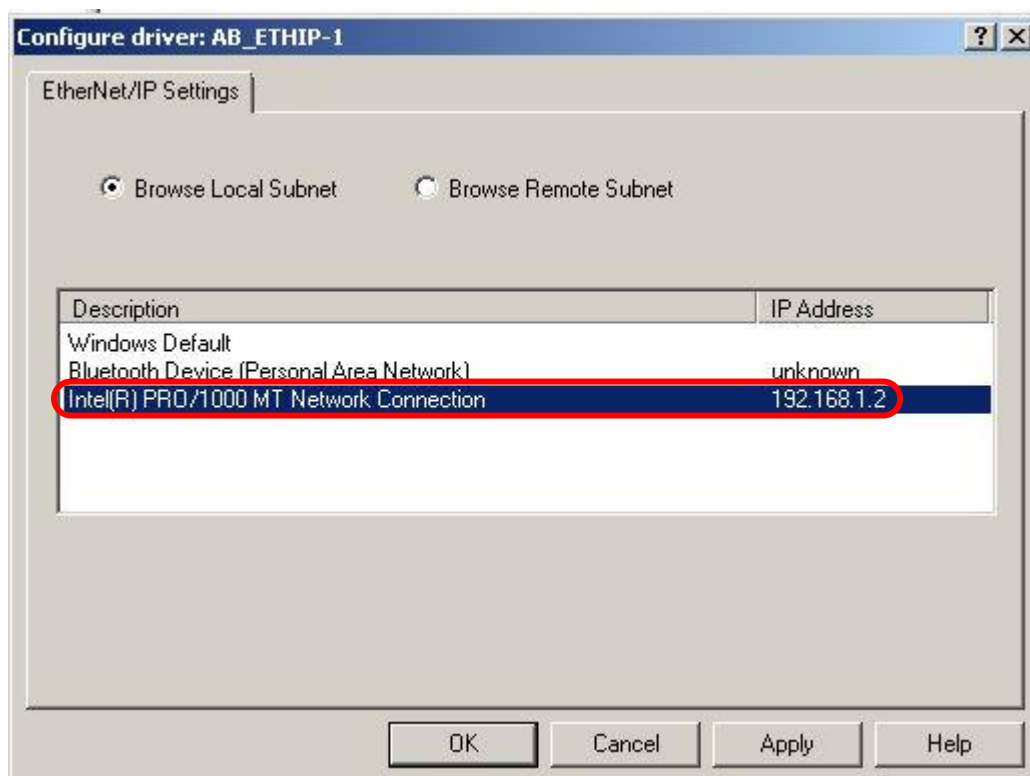 Configure driver: AB_ETHIP-1
EtherNet/IP Settings
Browse Local Subnet Browse Remote Subnet
Description IP Address
Windows Default
Bluetooth Device (Personal Area Network) unknown
Intel(R) PRO/1000 MT Network Connection 192.168.1.2
OK Cancel Apply Help